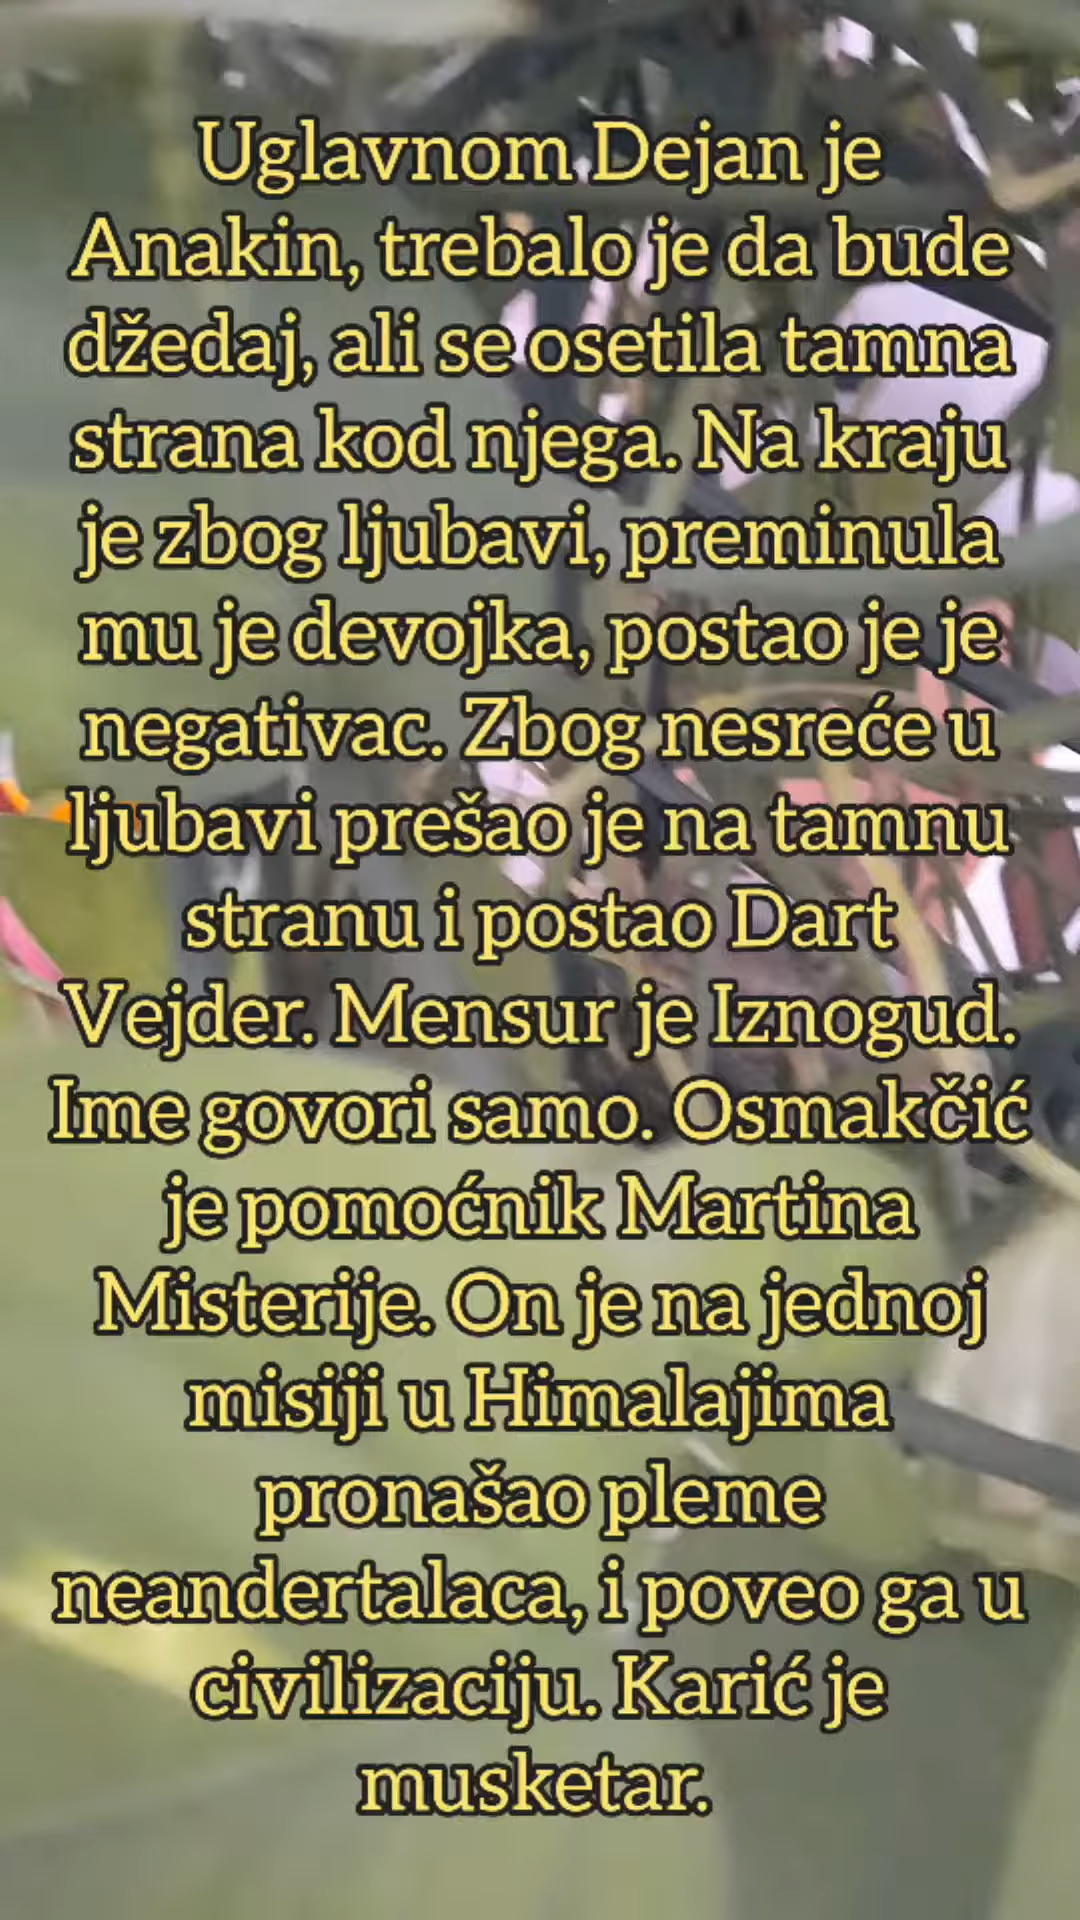 Uglavnom Dejan je
Anakin, trebalo je da bude
džedaj, ali se osetila tamna
strana kod njega. Na kraju
je zbog ljubavi, preminula
mu je devojka, postao je je
negativac. Zbog nesreće u
ljubavi prešao je na tamnu
stranu i postao Dart
Vejder. Mensur je Iznogud.
Ime govori samo. Osmakčić
je pomoćnik Martina
Misterije. On je na jednoj
misiji u Himalajima
pronašao pleme
neandertalaca, i poveo ga u
civilizaciju. Karić je
musketar.